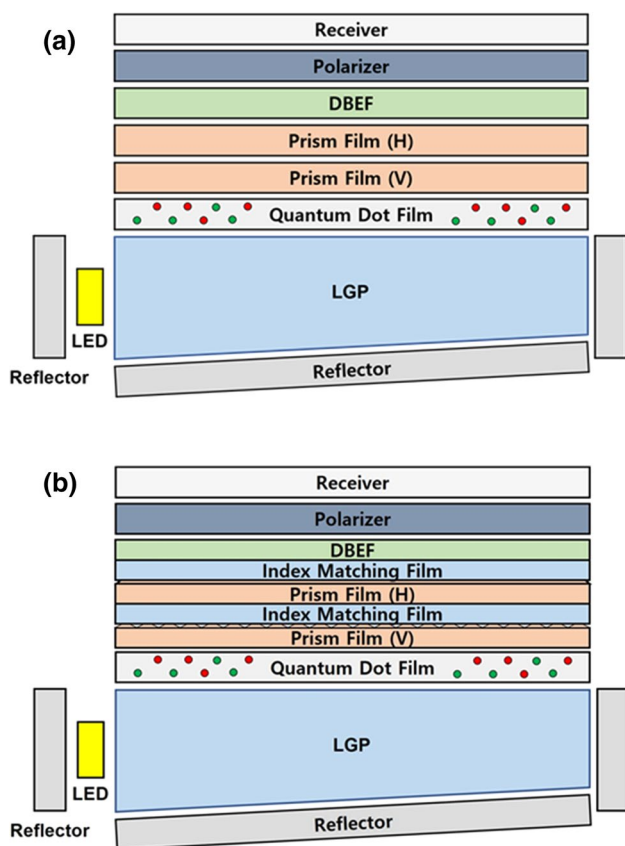 (a)
Receiver
Polarizer
DBEF
Prism Film (H)
Prism Film (V)
Quantum Dot Film
LGP
LED
Reflector
Reflector
(b)
Receiver
Polarizer
DBEF
Index Matching Film
Prism Film (H)
Index Matching Film
Prism Film (V)
Quantum Dot Film
LGP
LED
Reflector
Reflector